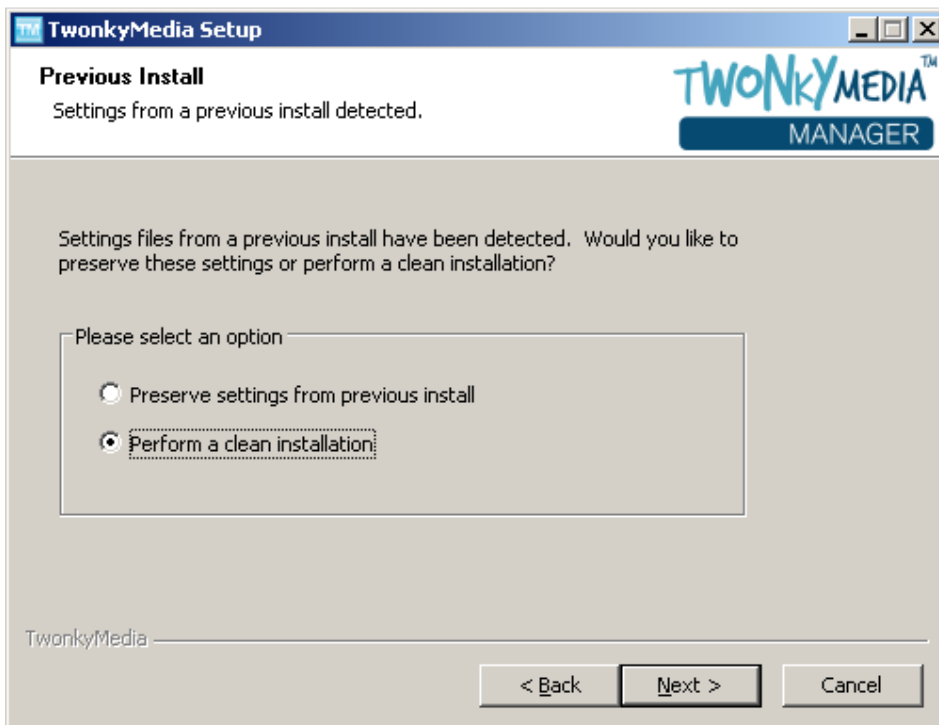 TM TwonkyMedia Setup
Previous Install
Settings from a previous install detected.
TWONKYMEDIA™
MANAGER
Settings files from a previous install have been detected.  Would you like to
preserve these settings or perform a clean installation?
Please select an option
Preserve settings from previous install
Perform a clean installation
TwonkyMedia
< Back
Next >
Cancel